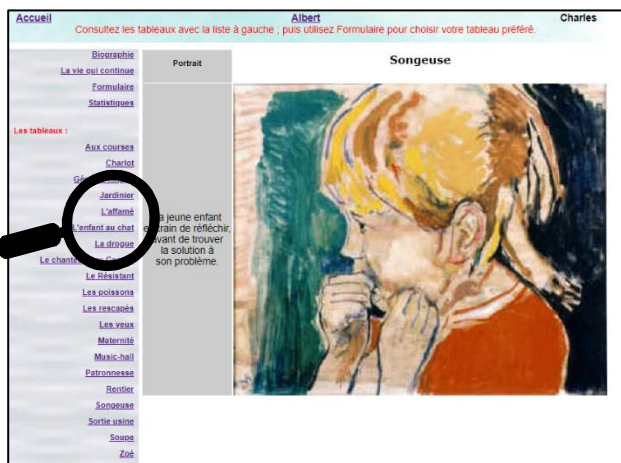 Accueil Albert Charles
Consultez les tableaux avec la liste à gauche ; puis utilisez Formulaire pour choisir votre tableau préféré.
Biographie
La vie qui continue
Formulaire
Statistiques
Les tableaux :
Aux courses
Charlot
Jardinier
L'affamé
L'enfant au chat
La drogue
Le
Le Résistant
Les poissons
Les rescapés
Les yeux
Maternité
Music-hall
Patronnesse
Rentier
Songeuse
Sortie usine
Soupe
Zoé
Portrait
Songeuse
jeune enfant
train de réfléchir,
avant de trouver
la solution à
son problème.